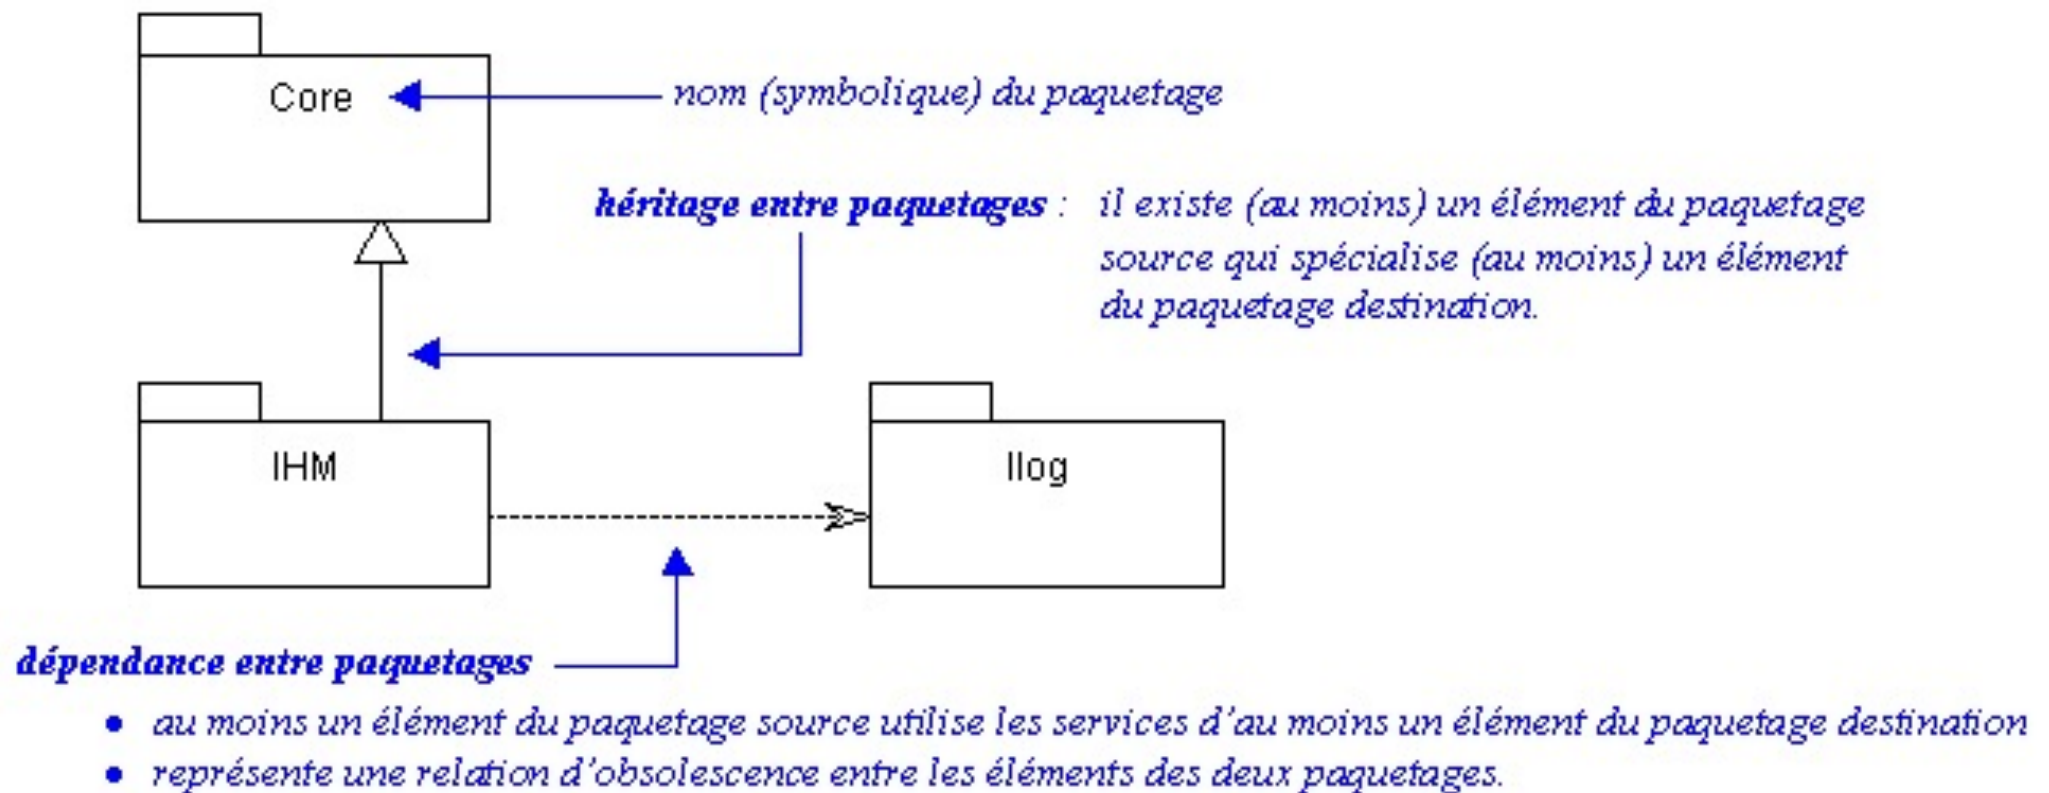 Core
nom (symbolique) du paquetage
héritage entre paquetages : il existe (au moins) un élément du paquetage
source qui spécialise (au moins) un élément
du paquetage destination.
IHM
Ilog
dépendance entre paquetages
• au moins un élément du paquetage source utilise les services d'au moins un élément du paquetage destination
• représente une relation d'obsolescence entre les éléments des deux paquetages.